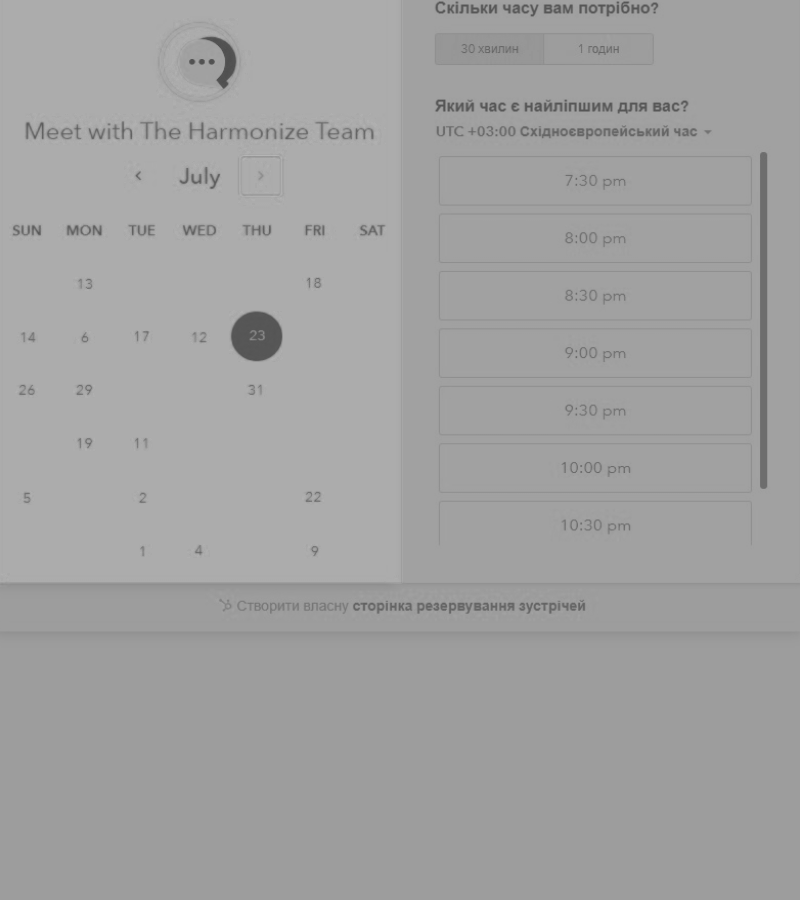 Meet with The Harmonize Team
July
SUN MON TUE WED THU FRI SAT
13 18
14 6 17 12 23
26 29 31
19 11
5 2 22
1 4 9
Скільки часу вам потрібно?
30 хвилин 1 годин
Який час є найліпшим для вас?
UTC +03:00 Східноєвропейський час
7:30 pm
8:00 pm
8:30 pm
9:00 pm
9:30 pm
10:00 pm
10:30 pm
Створити власну сторінка резервування зустрічей